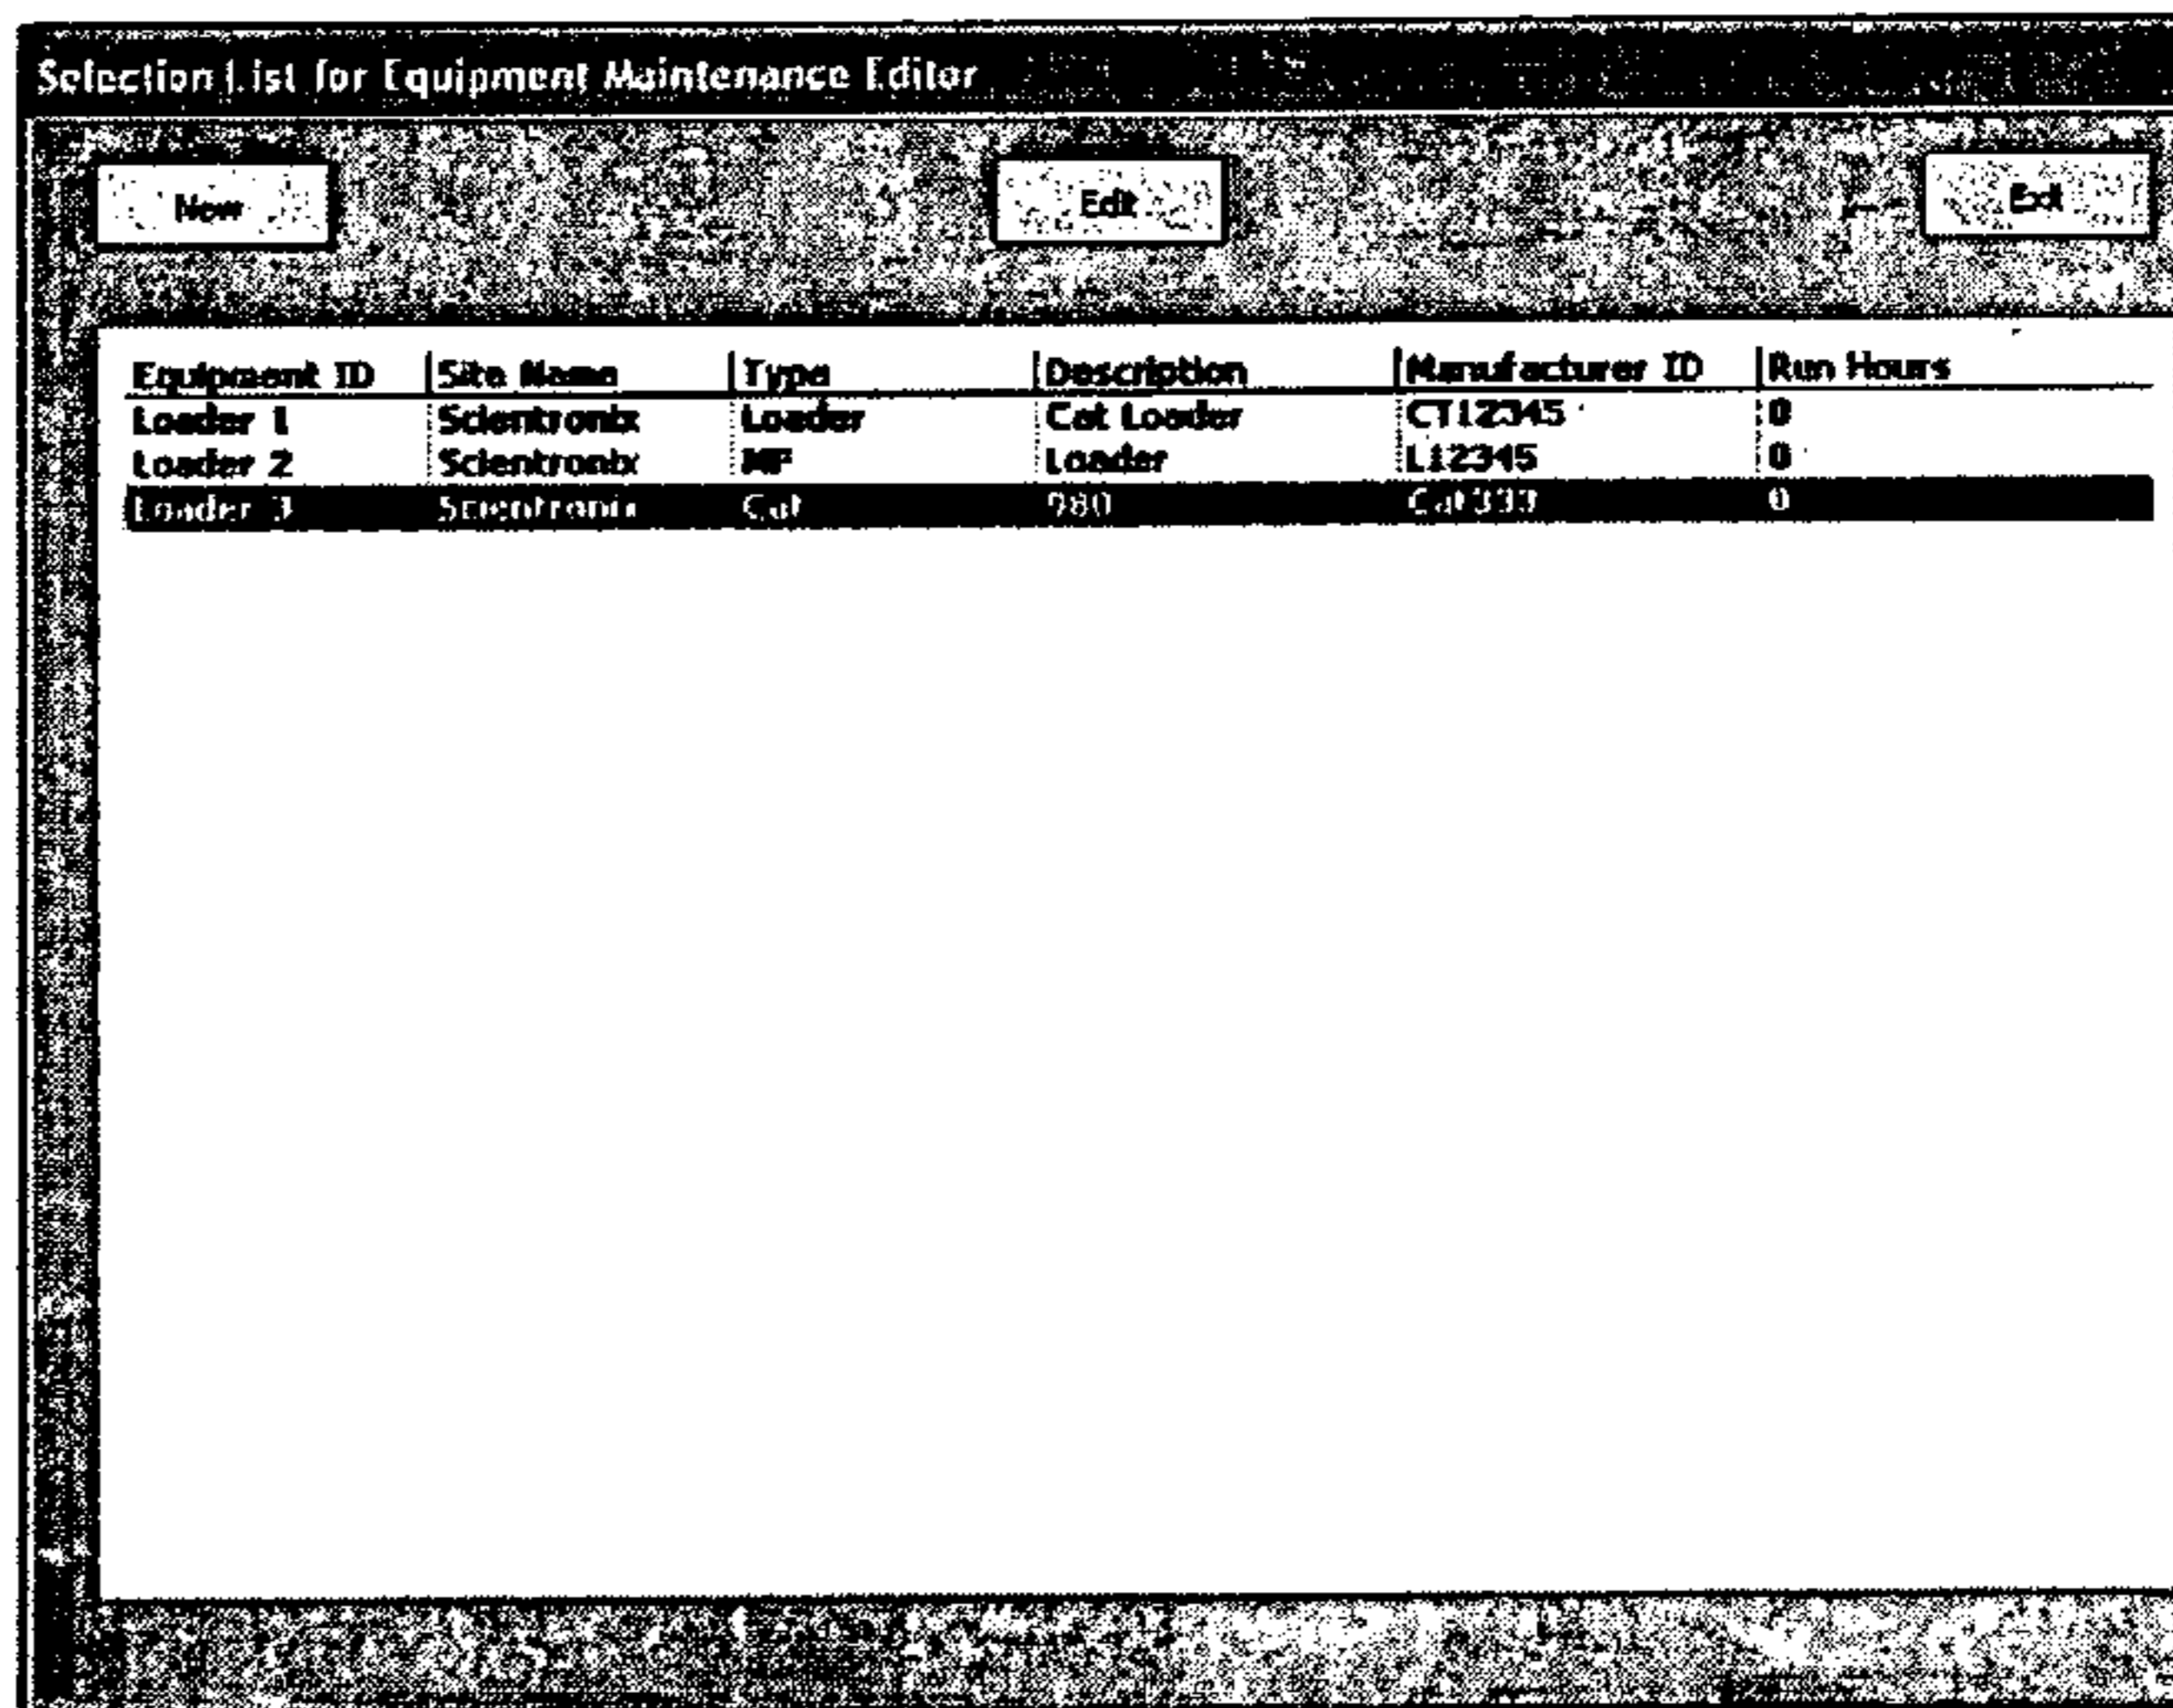 Selection List for Equipment Maintenance Editor
New Edit Exit
Equipment ID Site Name Type Description Manufacturer ID Run Hours
Loader 1 Scientronix Loader Cat Loader CT12345 0
Loader 2 Scientronix MF Loader L12345 0
Loader 3 Scientronix Cat 980 Cat333 0